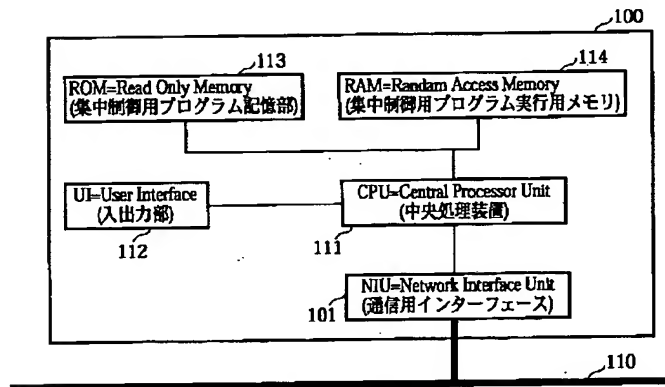 100
113
114
ROM=Read Only Memory
(集中制御用プログラム記憶部)
RAM=Randam Access Memory
(集中制御用プログラム実行用メモリ)
UI=User Interface
(入出力部)
112
CPU=Central Processor Unit
(中央処理装置)
111
NIU=Network Interface Unit
(通信用インターフェース)
101
110